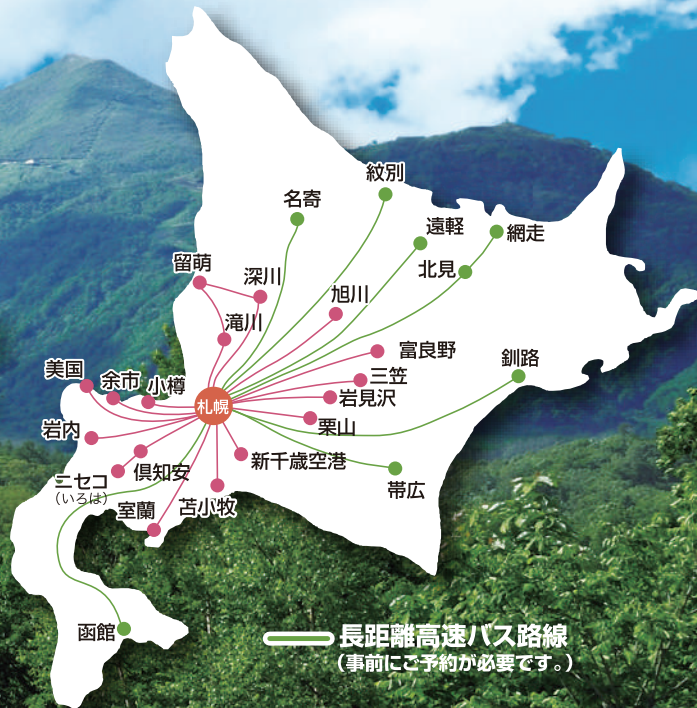 紋別
名寄
遠軽
網走
北見
留萌
深川
旭川
滝川
富良野
釧路
美国
余市
小樽
三笠
札幌
岩見沢
栗山
岩内
新千歳空港
倶知安
ニセコ
(いろは)
帯広
室蘭
苫小牧
函館
長距離高速バス路線
(事前にご予約が必要です。)